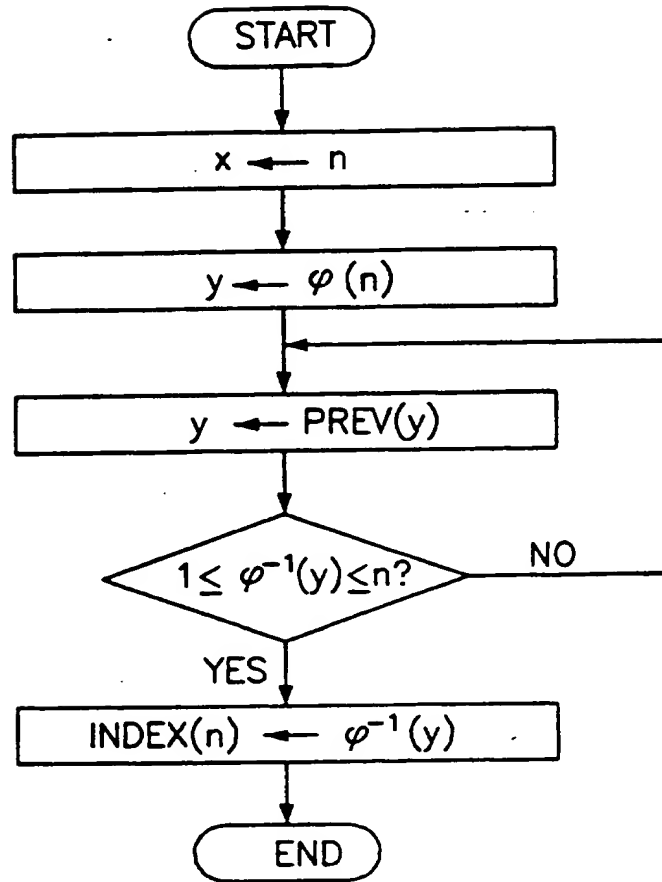 START
x ← n
y ← φ(n)
y ← PREV(y)
1 ≤ φ⁻¹(y) ≤ n?
NO
YES
INDEX(n) ← φ⁻¹(y)
END